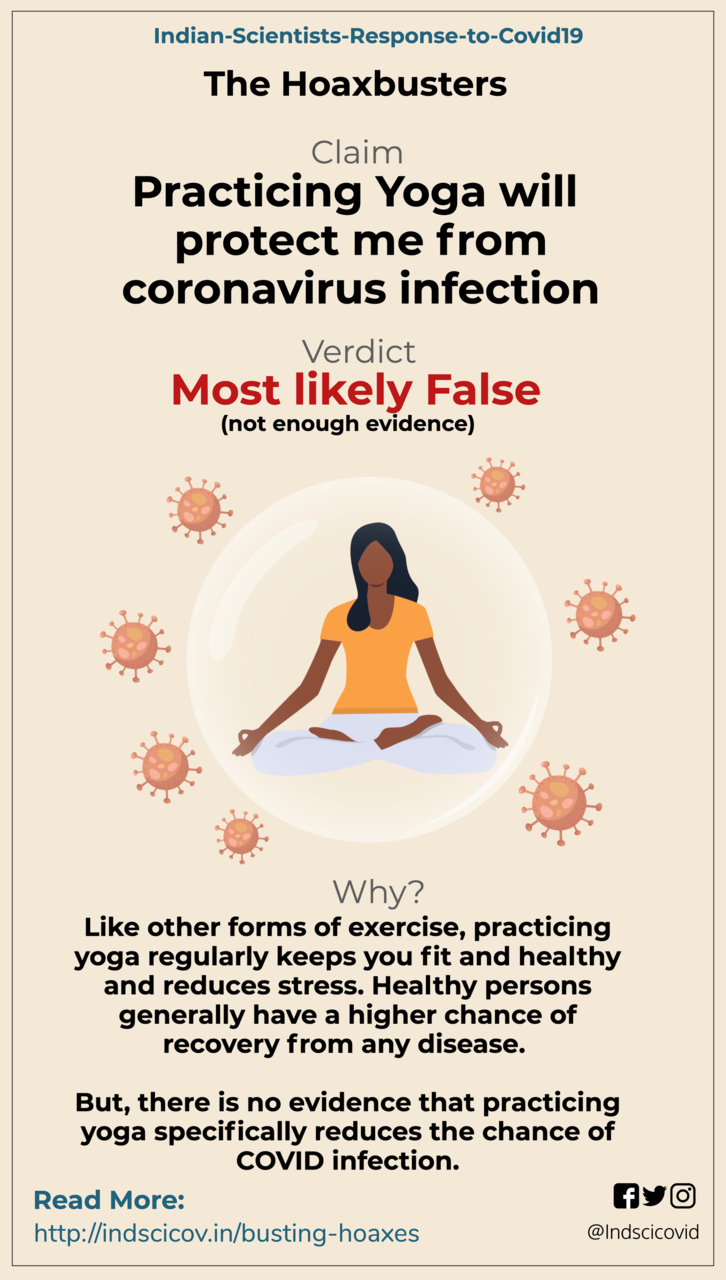 Indian-Scientists-Response-to-Covid19
The Hoaxbusters
Claim
Practicing Yoga will
protect me from
coronavirus infection
Verdict
Most likely False
(not enough evidence)
Why?
Like other forms of exercise, practicing
yoga regularly keeps you fit and healthy
and reduces stress. Healthy persons
generally have a higher chance of
recovery from any disease.
But, there is no evidence that practicing
yoga specifically reduces the chance of
COVID infection.
Read More:
http://indscicov.in/busting-hoaxes
@Indscicovid